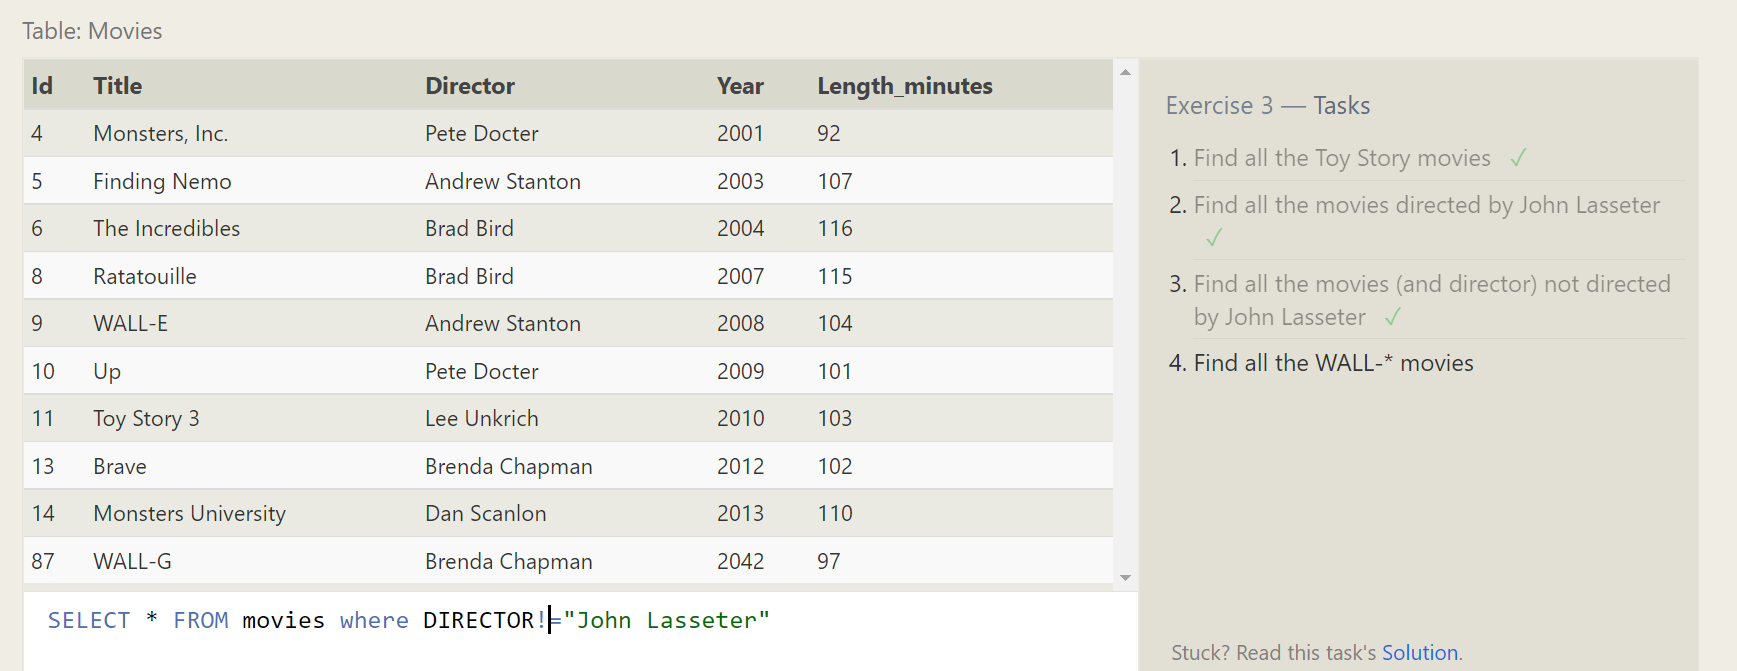 Table: Movies
Id Title Director Year Length_minutes
4 Monsters, Inc. Pete Docter 2001 92
5 Finding Nemo Andrew Stanton 2003 107
6 The Incredibles Brad Bird 2004 116
8 Ratatouille Brad Bird 2007 115
9 WALL-E Andrew Stanton 2008 104
10 Up Pete Docter 2009 101
11 Toy Story 3 Lee Unkrich 2010 103
13 Brave Brenda Chapman 2012 102
14 Monsters University Dan Scanlon 2013 110
87 WALL-G Brenda Chapman 2042 97
SELECT * FROM movies where DIRECTOR!="John Lasseter"
Exercise 3 — Tasks
1. Find all the Toy Story movies ✓
2. Find all the movies directed by John Lasseter
✓
3. Find all the movies (and director) not directed
by John Lasseter ✓
4. Find all the WALL-* movies
Stuck? Read this task's Solution.